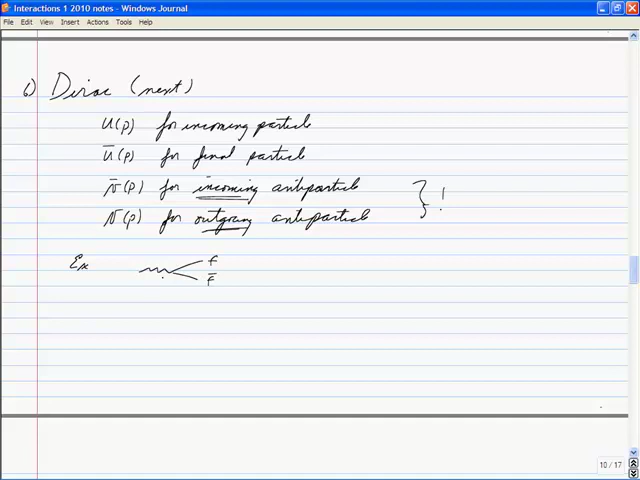 Interactions 1 2010 notes - Windows Journal
File Edit View Insert Actions Tools Help
6) Dirac (next)
u(p) for incoming particle
ū(p) for final particle
v̄(p) for incoming antiparticle
v(p) for outgoing antiparticle } !
Ex f
f̄
10 / 17